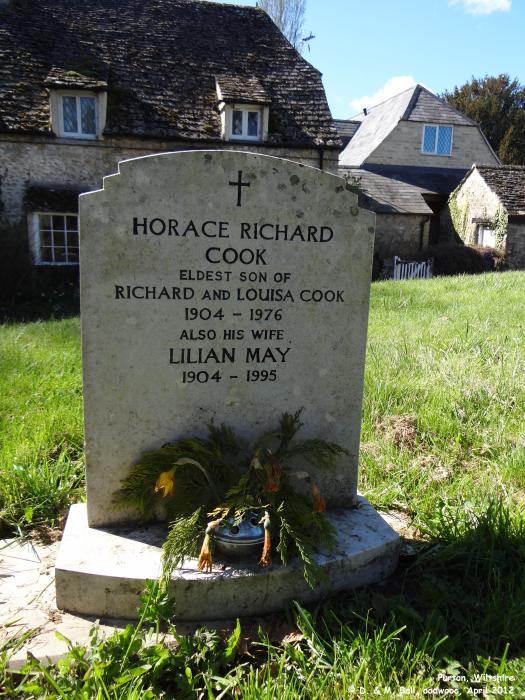 HORACE RICHARD
COOK
ELDEST SON OF
RICHARD AND LOUISA COOK
1904 – 1976
ALSO HIS WIFE
LILIAN MAY
1904 – 1995
Purton, Wiltshire
© D. & M. Ball, oodwooc, April 2012